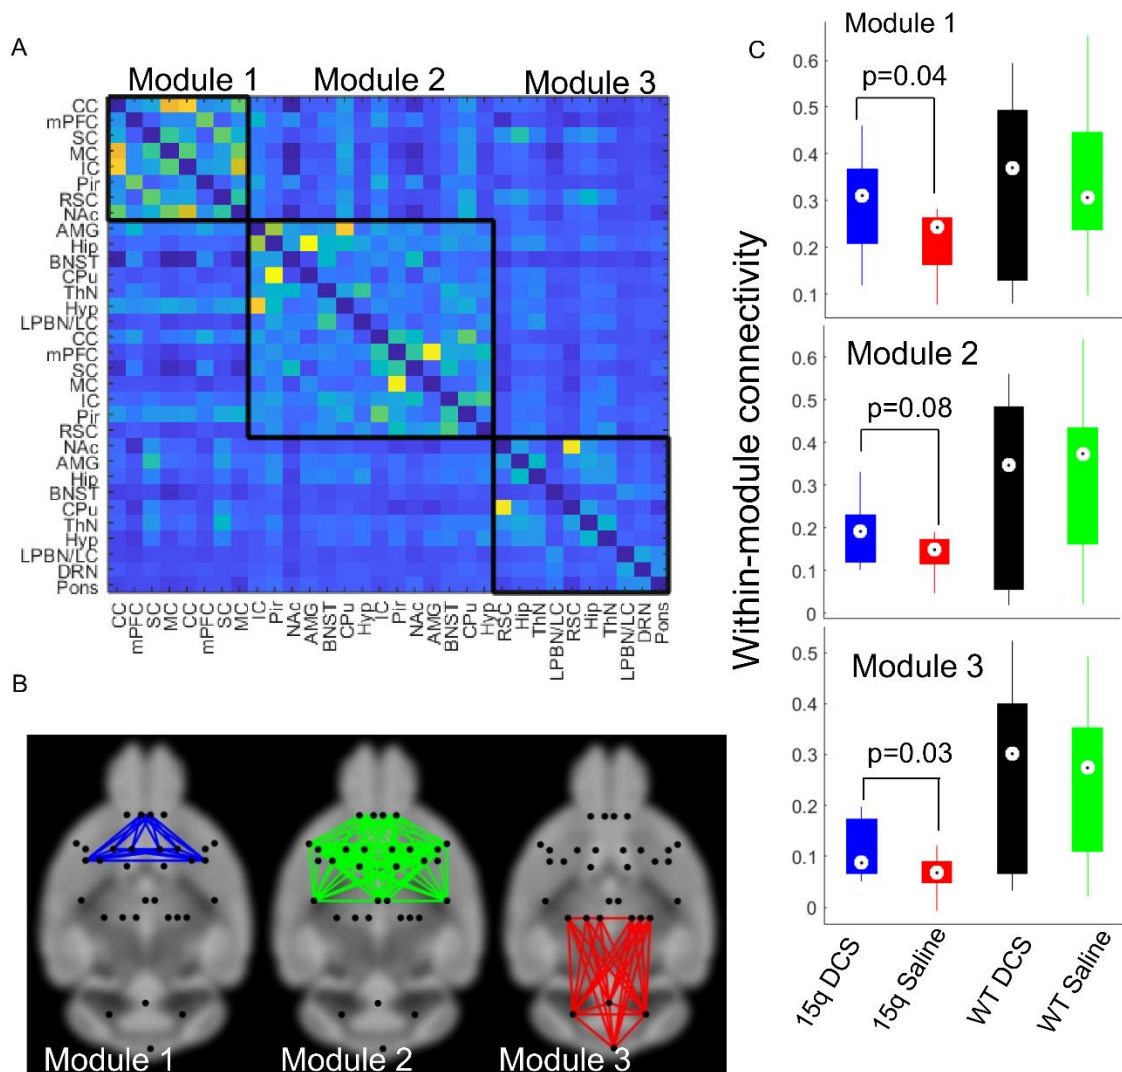 A
Module 1
Module 2
Module 3
CC
mPFC
SC
MC
IC
Pir
RSC
NAc
AMG
Hip
BNST
CPu
ThN
Hyp
LPBN/LC
CC
mPFC
SC
MC
IC
Pir
RSC
NAc
AMG
Hip
BNST
CPu
ThN
Hyp
LPBN/LC
DRN
Pons
CC
mPFC
SC
MC
CC
mPFC
SC
MC
IC
Pir
NAc
AMG
BNST
CPu
Hyp
IC
Pir
NAc
AMG
BNST
CPu
Hyp
RSC
Hip
ThN
LPBN/LC
RSC
Hip
ThN
LPBN/LC
DRN
Pons
B
Module 1
Module 2
Module 3
C
Within-module connectivity
Module 1
p=0.04
0.6
0.5
0.4
0.3
0.2
0.1
Module 2
p=0.08
0.6
0.5
0.4
0.3
0.2
0.1
0
Module 3
p=0.03
0.5
0.4
0.3
0.2
0.1
0
15q DCS
15q Saline
WT DCS
WT Saline